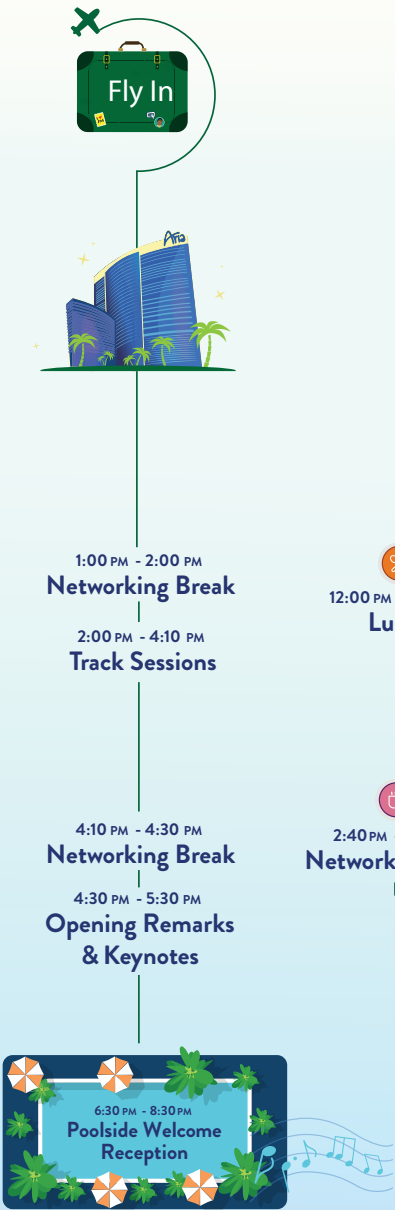 Fly In
Aria
1:00 PM - 2:00 PM
Networking Break
2:00 PM - 4:10 PM
Track Sessions
4:10 PM - 4:30 PM
Networking Break
4:30 PM - 5:30 PM
Opening Remarks
& Keynotes
6:30 PM - 8:30 PM
Poolside Welcome
Reception
12:00 PM
Lu
2:40 PM -
Network